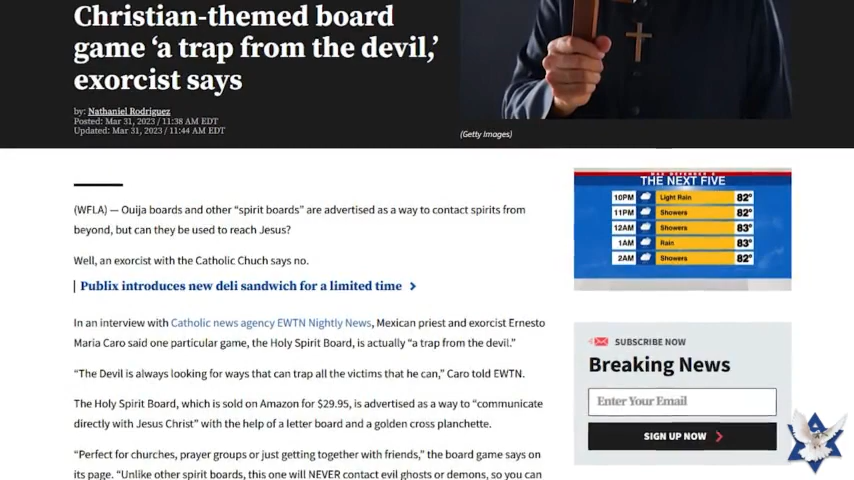 Christian-themed board
game ‘a trap from the devil,’
exorcist says
by: Nathaniel Rodriguez
Posted: Mar 31, 2023 / 11:38 AM EDT
Updated: Mar 31, 2023 / 11:44 AM EDT
(Getty Images)
(WFLA) — Ouija boards and other “spirit boards” are advertised as a way to contact spirits from
beyond, but can they be used to reach Jesus?
Well, an exorcist with the Catholic Chuch says no.
Publix introduces new deli sandwich for a limited time
In an interview with Catholic news agency EWTN Nightly News, Mexican priest and exorcist Ernesto
Maria Caro said one particular game, the Holy Spirit Board, is actually “a trap from the devil.”
“The Devil is always looking for ways that can trap all the victims that he can,” Caro told EWTN.
The Holy Spirit Board, which is sold on Amazon for $29.95, is advertised as a way to “communicate
directly with Jesus Christ” with the help of a letter board and a golden cross planchette.
“Perfect for churches, prayer groups or just getting together with friends,” the board game says on
its page. “Unlike other spirit boards, this one will NEVER contact evil ghosts or demons, so you can
THE NEXT FIVE
10PM Light Rain 82°
11PM Showers 82°
12AM Showers 83°
1AM Rain 83°
2AM Showers 82°
SUBSCRIBE NOW
Breaking News
Enter Your Email
SIGN UP NOW